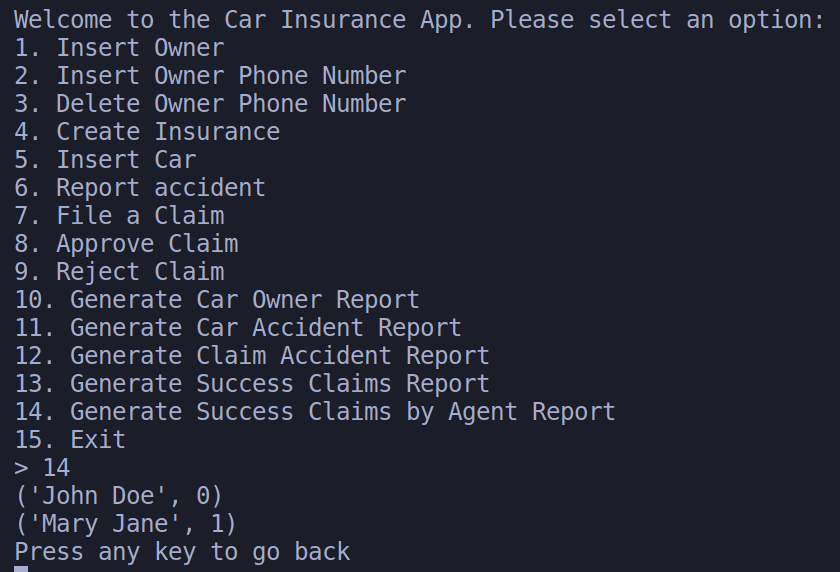 Welcome to the Car Insurance App. Please select an option:
1. Insert Owner
2. Insert Owner Phone Number
3. Delete Owner Phone Number
4. Create Insurance
5. Insert Car
6. Report accident
7. File a Claim
8. Approve Claim
9. Reject Claim
10. Generate Car Owner Report
11. Generate Car Accident Report
12. Generate Claim Accident Report
13. Generate Success Claims Report
14. Generate Success Claims by Agent Report
15. Exit
> 14
('John Doe', 0)
('Mary Jane', 1)
Press any key to go back